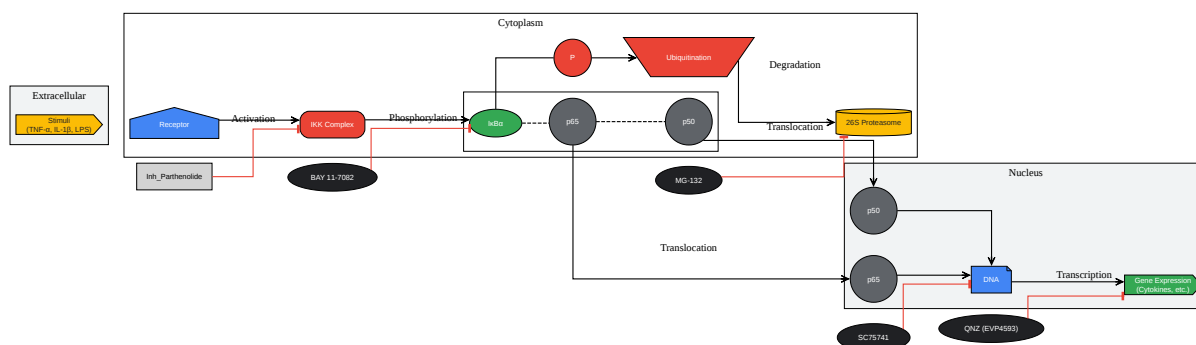 Cytoplasm
P
Ubiquitination
Degradation
Extracellular
Stimuli
(TNF-α, IL-1β, LPS)
Receptor
Activation
IKK Complex
Phosphorylation
IκBα
p65
p50
Translocation
26S Proteasome
Inh_Parthenolide
BAY 11-7082
MG-132
Nucleus
p50
Translocation
p65
DNA
Transcription
Gene Expression
(Cytokines, etc.)
SC75741
QNZ (EVP4593)